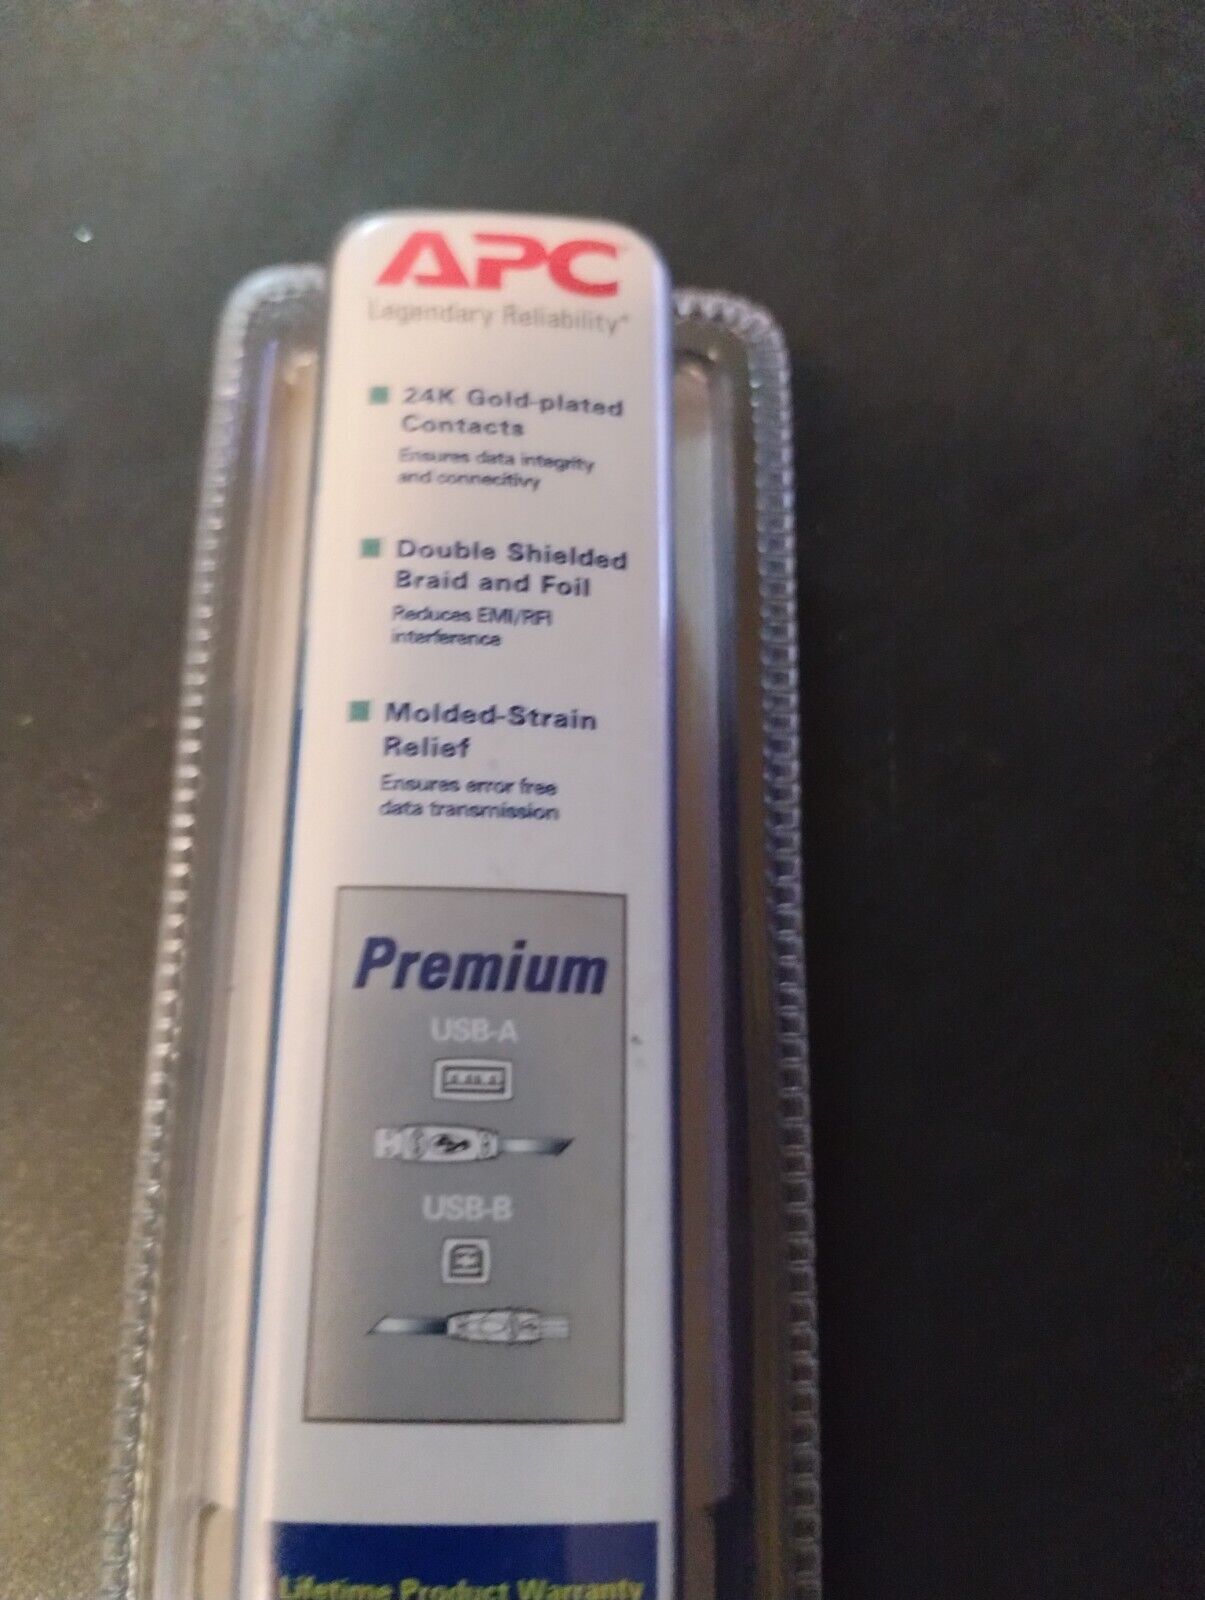 APC
Legendary Reliability
24K Gold-plated
Contacts
Ensures data integrity
and connecitivy
Double Shielded
Braid and Foil
Reduces EMI/RFI
interference
Molded-Strain
Relief
Ensures error free
data transmission
Premium
USB-A
USB-B
Lifetime Product Warranty